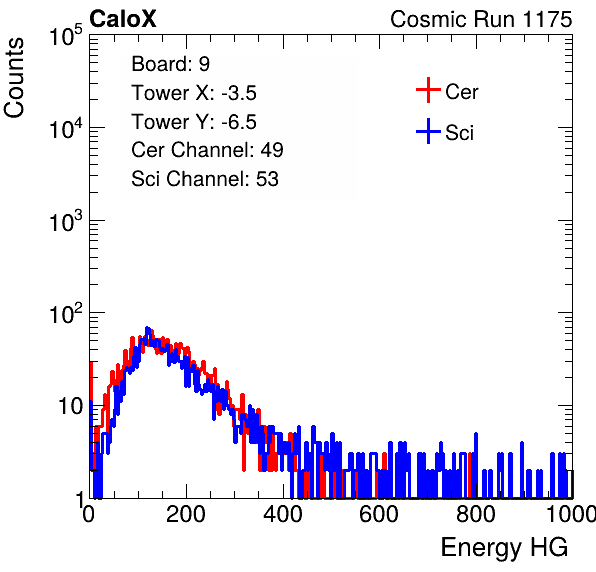 CaloX Cosmic Run 1175
Counts
10^5
10^4
10^3
10^2
10
1
Board: 9
Tower X: -3.5
Tower Y: -6.5
Cer Channel: 49
Sci Channel: 53
Cer
Sci
0 200 400 600 800 1000
Energy HG